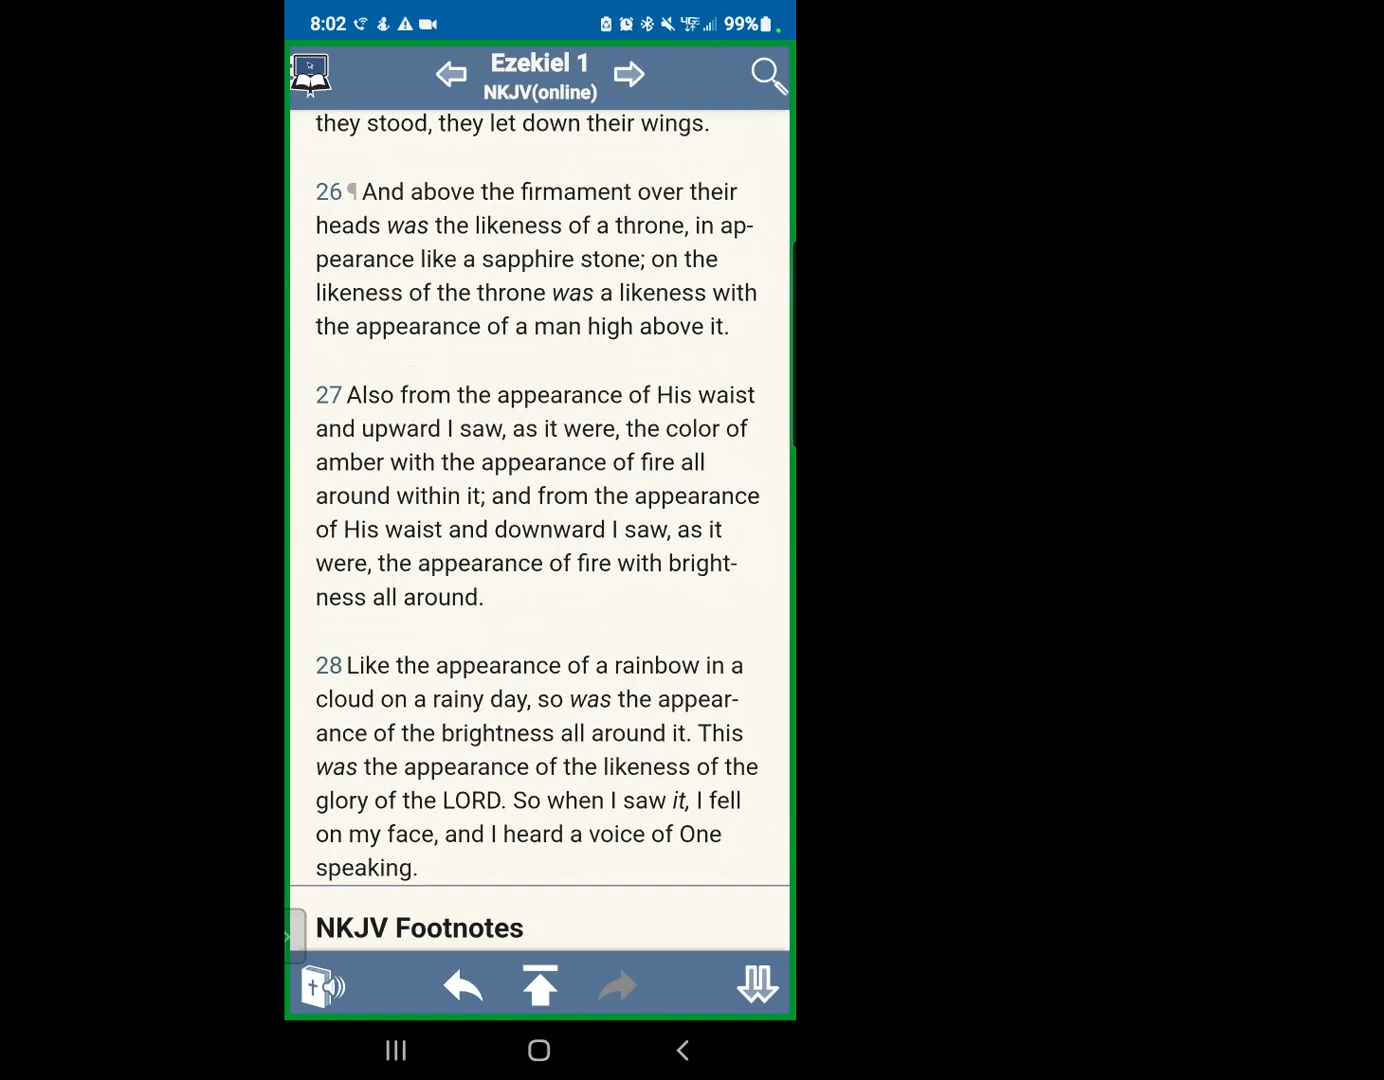 8:02 99%
Ezekiel 1
NKJV(online)
they stood, they let down their wings.
26 ¶ And above the firmament over their
heads was the likeness of a throne, in ap-
pearance like a sapphire stone; on the
likeness of the throne was a likeness with
the appearance of a man high above it.
27 Also from the appearance of His waist
and upward I saw, as it were, the color of
amber with the appearance of fire all
around within it; and from the appearance
of His waist and downward I saw, as it
were, the appearance of fire with bright-
ness all around.
28 Like the appearance of a rainbow in a
cloud on a rainy day, so was the appear-
ance of the brightness all around it. This
was the appearance of the likeness of the
glory of the LORD. So when I saw it, I fell
on my face, and I heard a voice of One
speaking.
NKJV Footnotes